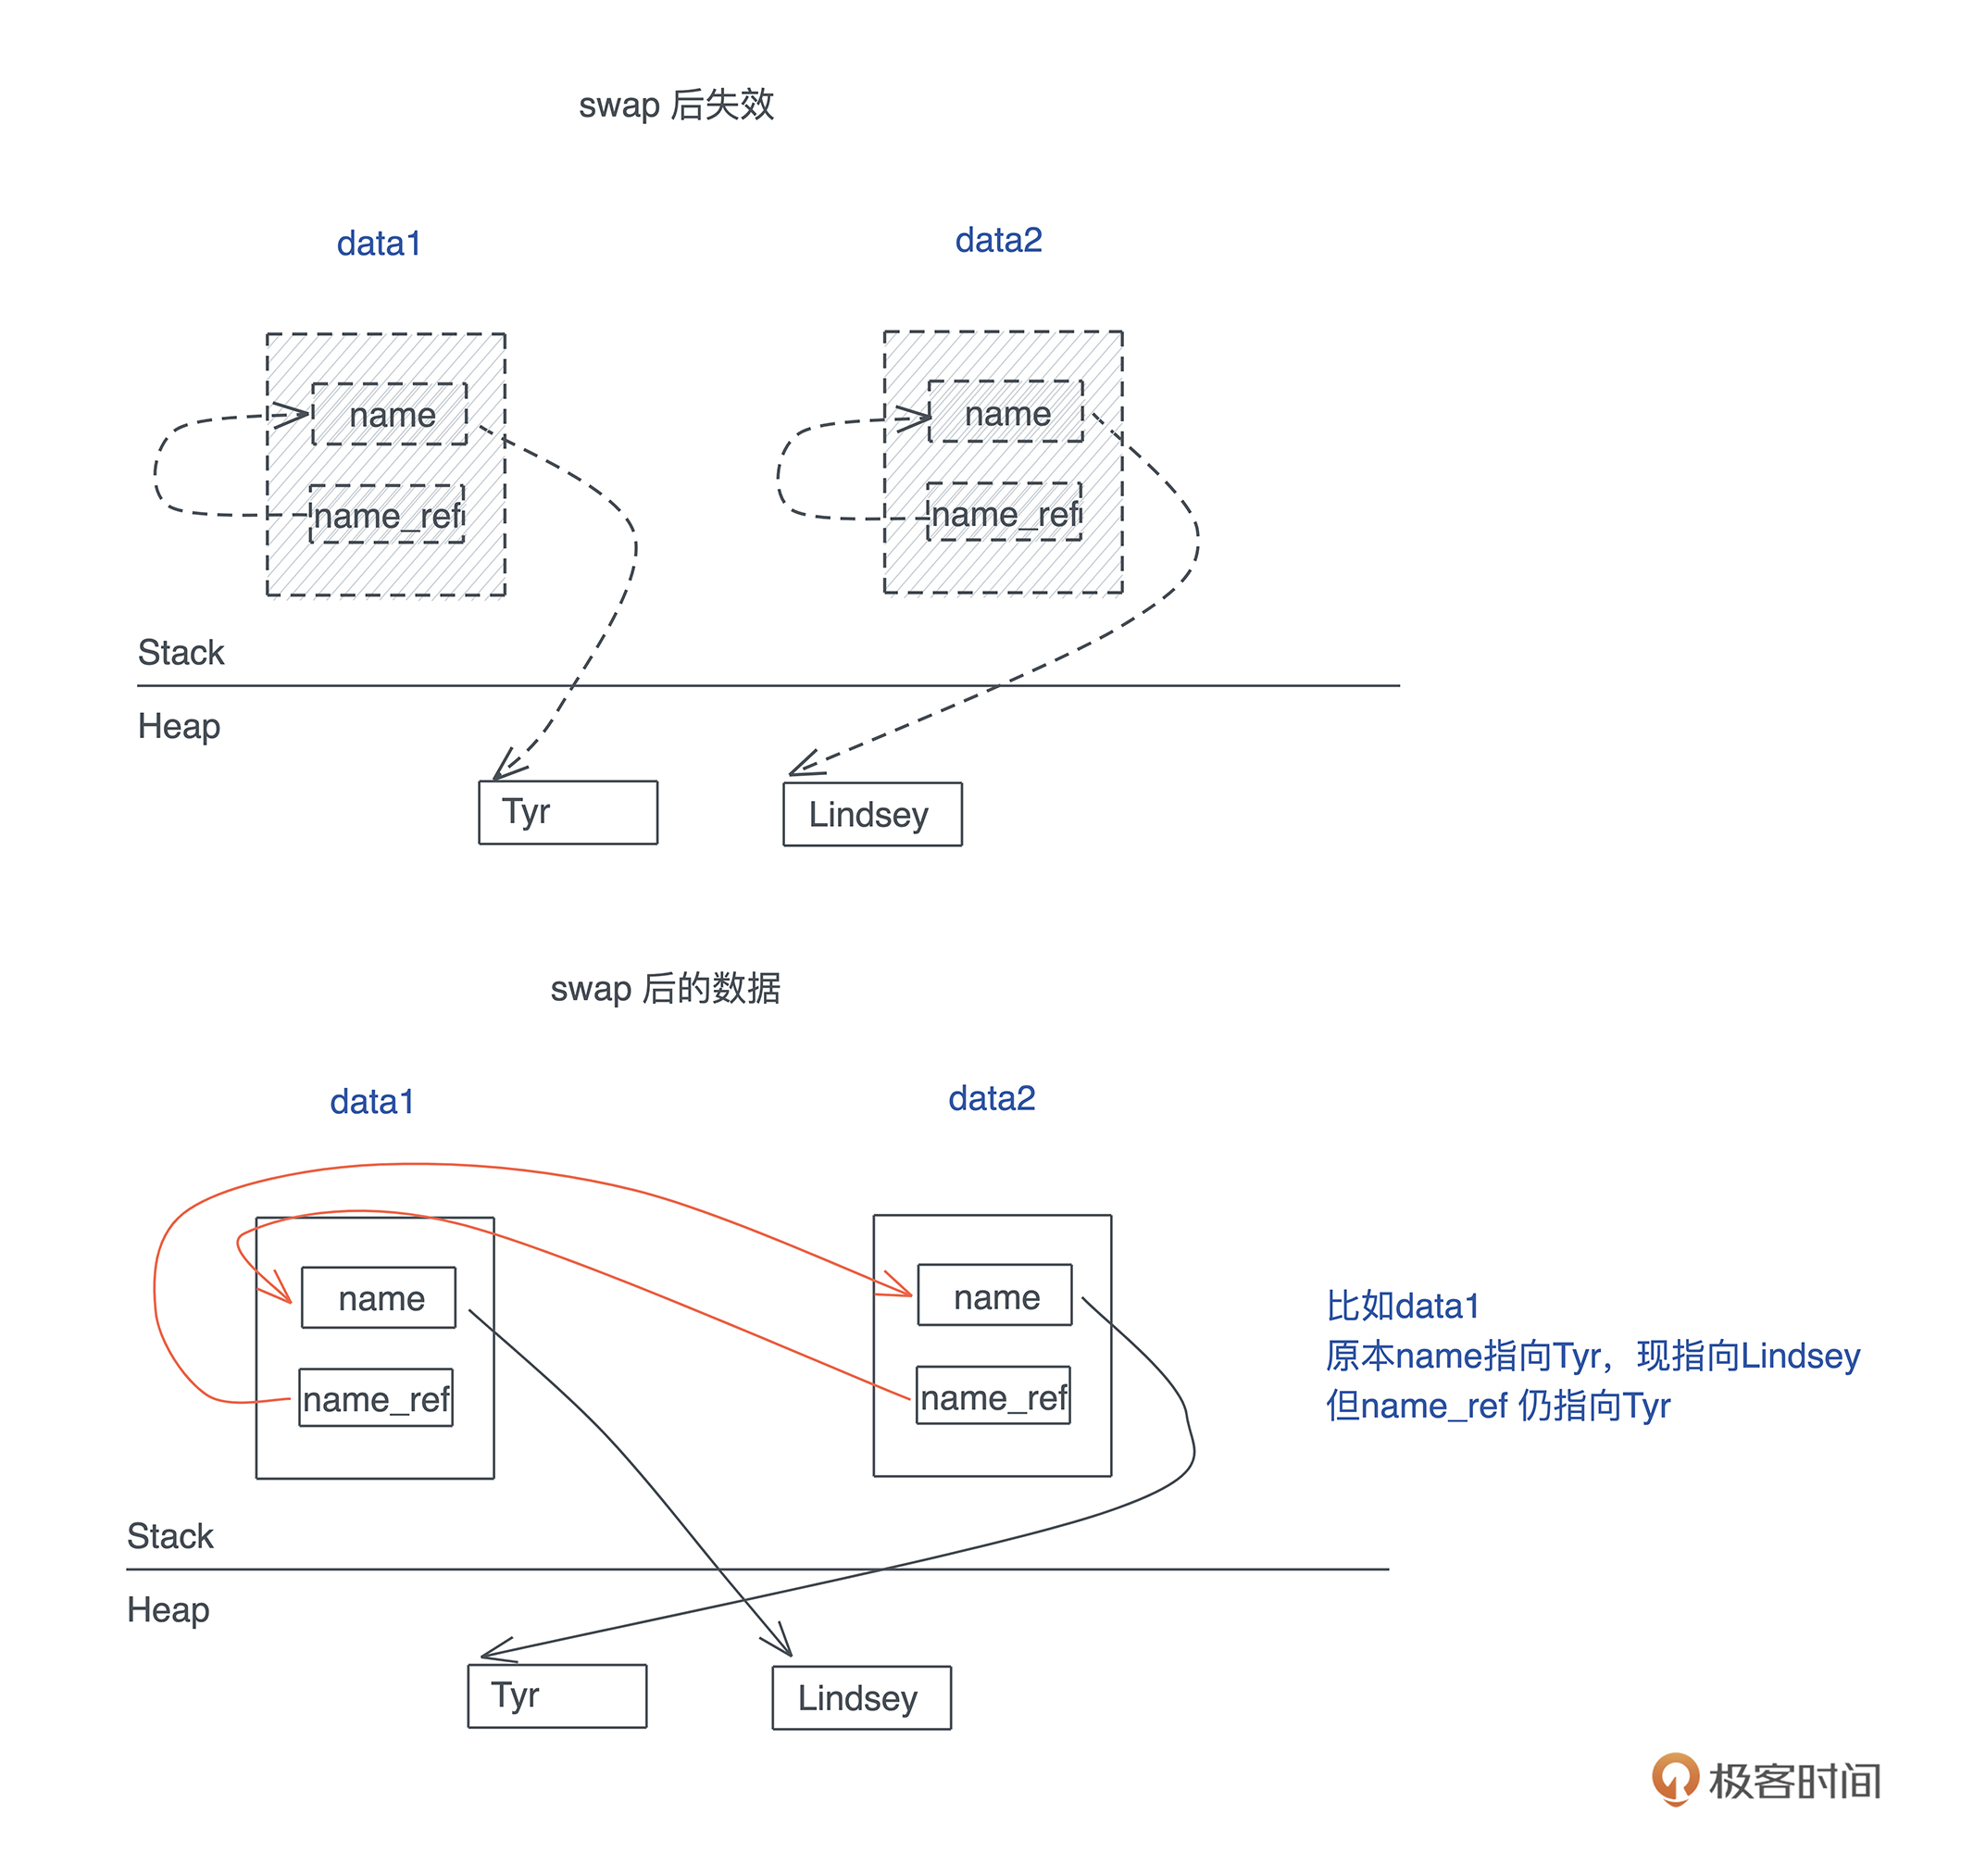 swap 后失效
data1
data2
name
name
name_ref
name_ref
Stack
Heap
Tyr
Lindsey
swap 后的数据
data1
data2
name
name
name_ref
name_ref
比如data1
原本name指向Tyr，现指向Lindsey
但name_ref 仍指向Tyr
Stack
Heap
Tyr
Lindsey
极客时间